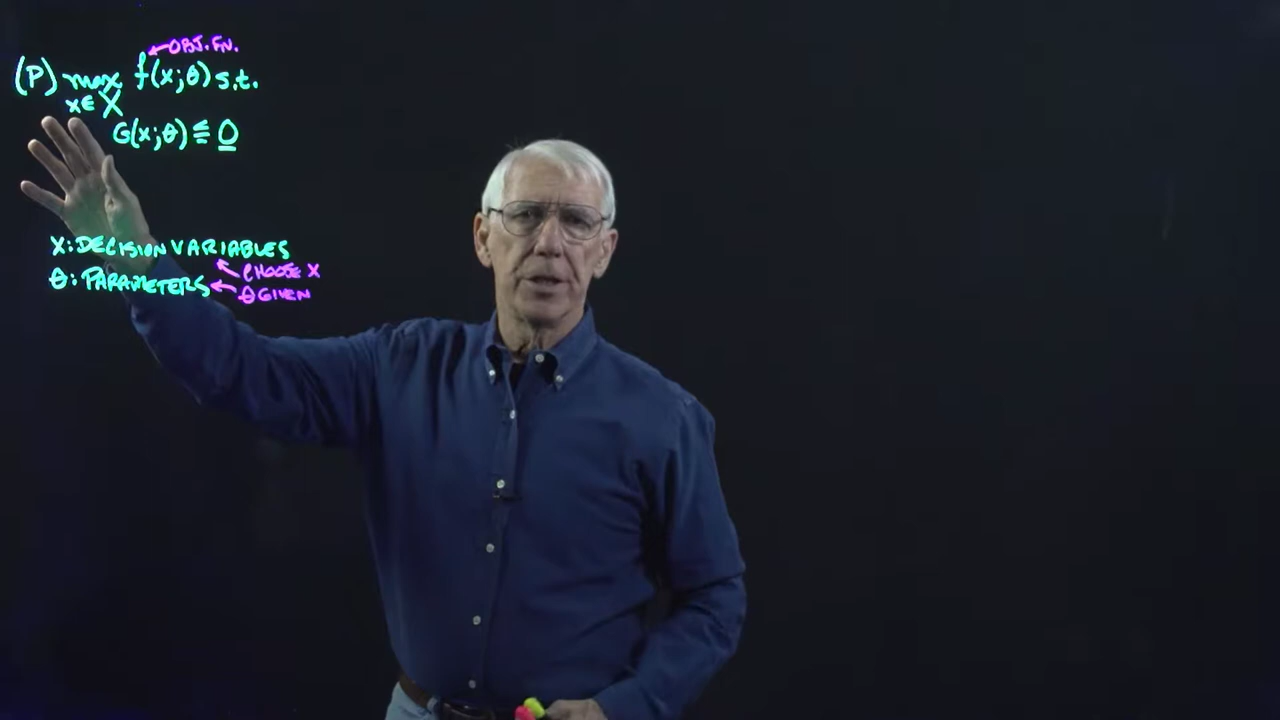 OBJ. FN.
(P) max f(x;θ) s.t.
x∈X
G(x;θ) ≦ 0
X: DECISION VARIABLES
CHOOSE X
θ: PARAMETERS
θ GIVEN